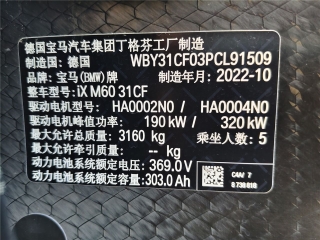 德国宝马汽车集团丁格芬工厂制造
制造国: 德国 WBY31CF03PCL91509
品牌: 宝马(BMW)牌 制造年月: 2022-10
整车型号: iX M60 31CF
驱动电机型号: HA0002N0 / HA0004N0
驱动电机峰值功率: 190 kW / 320 kW
最大允许总质量: 3160 kg 乘坐人数: 5
最大允许牵引质量: -- kg
动力电池系统额定电压: 369.0 V
动力电池系统额定容量: 303.0 Ah